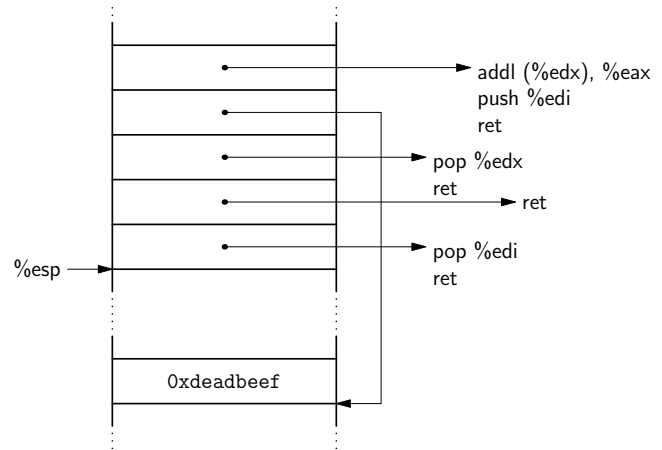 addl (%edx), %eax
push %edi
ret
pop %edx
ret
ret
pop %edi
ret
%esp
0xdeadbeef